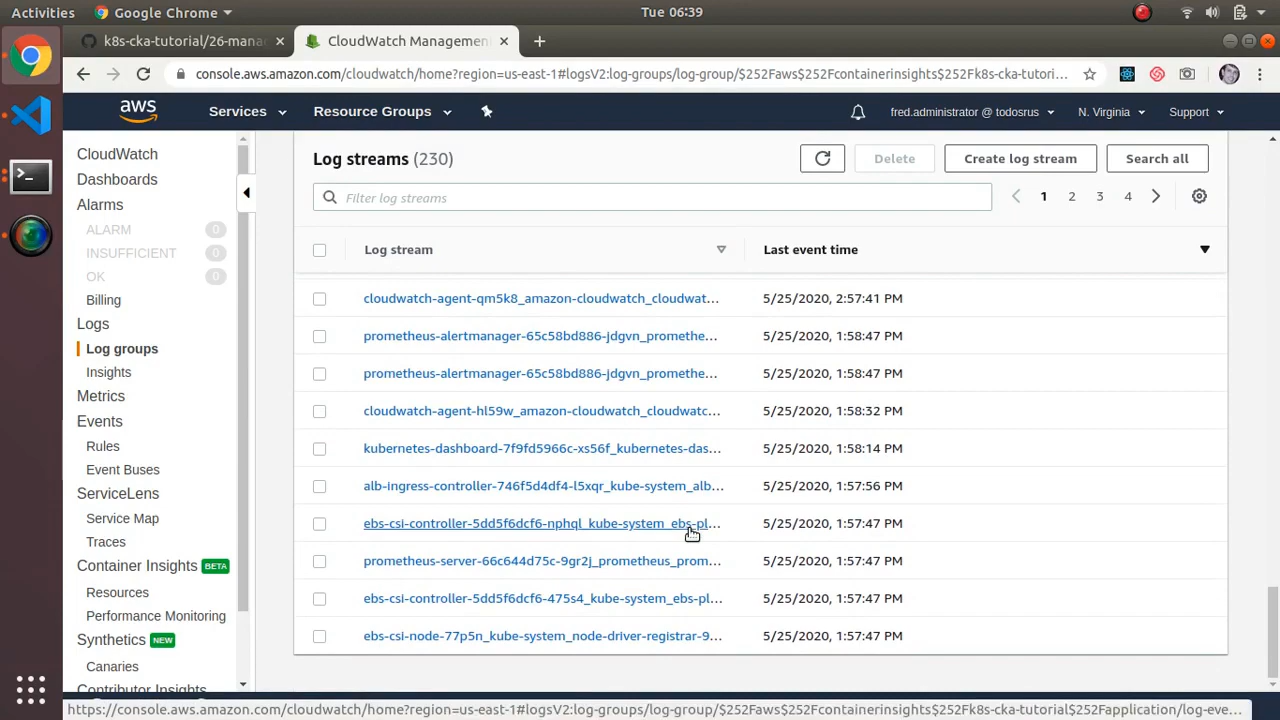 Activities
Google Chrome
Tue 06:39
k8s-cka-tutorial/26-mana
CloudWatch Managemen
console.aws.amazon.com/cloudwatch/home?region=us-east-1#logsV2:log-groups/log-group/$252Faws$252Fcontainerinsights$252Fk8s-cka-tutori...
aws
Services
Resource Groups
fred.administrator @ todosrus
N. Virginia
Support
CloudWatch
Dashboards
Alarms
ALARM 0
INSUFFICIENT 0
OK 0
Billing
Logs
Log groups
Insights
Metrics
Events
Rules
Event Buses
ServiceLens
Service Map
Traces
Container Insights BETA
Resources
Performance Monitoring
Synthetics NEW
Canaries
Contributor Insights
Log streams (230)
Delete
Create log stream
Search all
Filter log streams
1 2 3 4
Log stream
Last event time
cloudwatch-agent-qm5k8_amazon-cloudwatch_cloudwat... 5/25/2020, 2:57:41 PM
prometheus-alertmanager-65c58bd886-jdgvn_promethe... 5/25/2020, 1:58:47 PM
prometheus-alertmanager-65c58bd886-jdgvn_promethe... 5/25/2020, 1:58:47 PM
cloudwatch-agent-hl59w_amazon-cloudwatch_cloudwatc... 5/25/2020, 1:58:32 PM
kubernetes-dashboard-7f9fd5966c-xs56f_kubernetes-das... 5/25/2020, 1:58:14 PM
alb-ingress-controller-746f5d4df4-l5xqr_kube-system_alb... 5/25/2020, 1:57:56 PM
ebs-csi-controller-5dd5f6dcf6-nphql_kube-system_ebs-pl... 5/25/2020, 1:57:47 PM
prometheus-server-66c644d75c-9gr2j_prometheus_prom... 5/25/2020, 1:57:47 PM
ebs-csi-controller-5dd5f6dcf6-475s4_kube-system_ebs-pl... 5/25/2020, 1:57:47 PM
ebs-csi-node-77p5n_kube-system_node-driver-registrar-9... 5/25/2020, 1:57:47 PM
https://console.aws.amazon.com/cloudwatch/home?region=us-east-1#logsV2:log-groups/log-group/$252Faws$252Fcontainerinsights$252Fk8s-cka-tutorial$252Fapplication/log-eve...